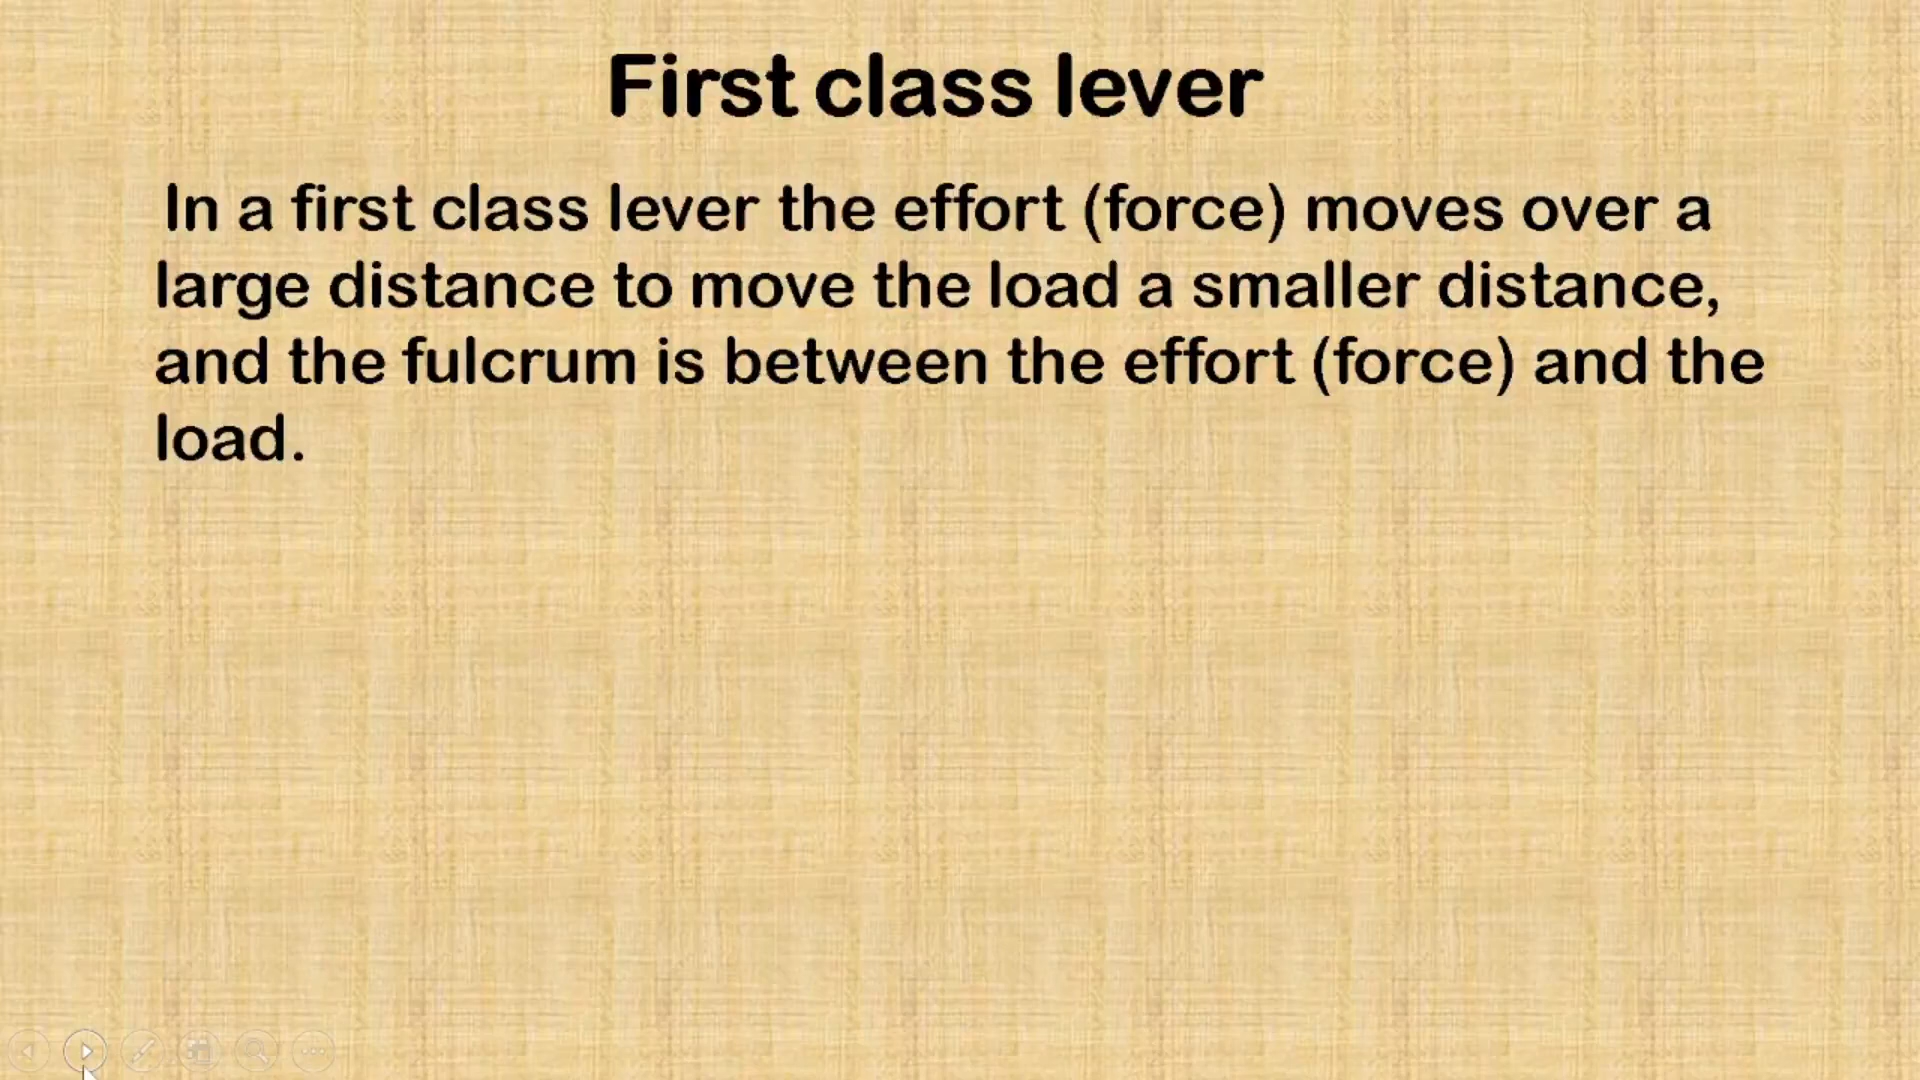 First class lever
In a first class lever the effort (force) moves over a
large distance to move the load a smaller distance,
and the fulcrum is between the effort (force) and the
load.